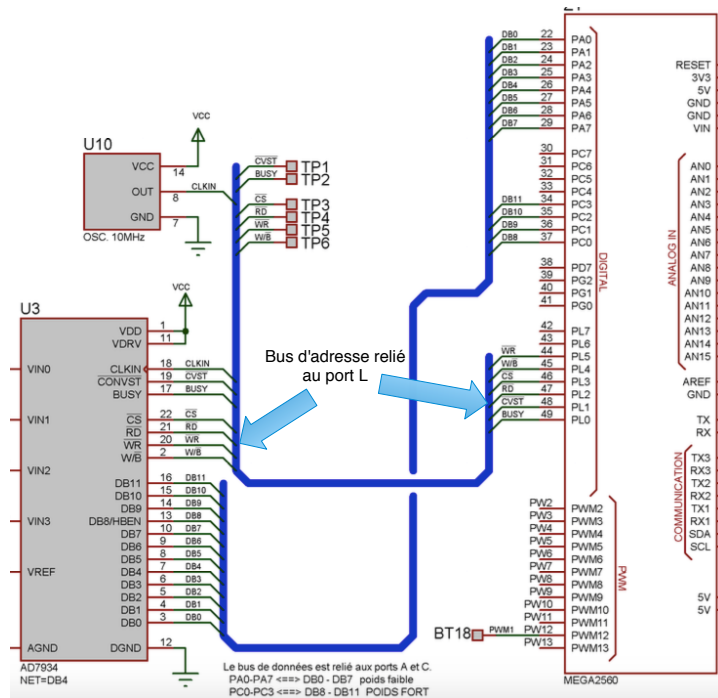 VCC
U10
VCC
14
OUT
8
CLKIN
GND
7
OSC. 10MHz
CVST
TP1
BUSY
TP2
CS
TP3
RD
TP4
WR
TP5
W/B
TP6
VCC
U3
VDD
1
VDRV
11
VIN0
CLKIN
18
CLKIN
CONVST
19
CVST
BUSY
17
BUSY
VIN1
CS
22
CS
RD
21
RD
WR
20
WR
W/B
2
W/B
VIN2
DB11
16
DB11
DB10
15
DB10
DB9
14
DB9
VIN3
DB8/HBEN
13
DB8
DB7
10
DB7
DB6
9
DB6
DB5
8
DB5
VREF
DB4
7
DB4
DB3
6
DB3
DB2
5
DB2
DB1
4
DB1
DB0
3
DB0
AGND
DGND
12
AD7934
NET=DB4
Bus d'adresse relié
au port L
Le bus de données est relié aux ports A et C.
PA0-PA7 <==> DB0 - DB7 poids faible
PC0-PC3 <==> DB8 - DB11 POIDS FORT
DB0
22
PA0
DB1
23
PA1
DB2
24
PA2
DB3
25
PA3
DB4
26
PA4
DB5
27
PA5
DB6
28
PA6
DB7
29
PA7
30
PC7
31
PC6
32
PC5
33
PC4
DB11
34
PC3
DB10
35
PC2
DB9
36
PC1
DB8
37
PC0
38
PD7
39
PG2
40
PG1
41
PG0
42
PL7
43
PL6
WR
44
PL5
W/B
45
PL4
CS
46
PL3
RD
47
PL2
CVST
48
PL1
BUSY
49
PL0
DIGITAL
PW2
PWM2
PW3
PWM3
PW4
PWM4
PW5
PWM5
PW6
PWM6
PW7
PWM7
PW8
PWM8
PW9
PWM9
PW10
PWM10
PW11
PWM11
BT18
PWM1
PW12
PWM12
PW13
PWM13
PWM
RESET
3V3
5V
GND
GND
VIN
AN0
AN1
AN2
AN3
AN4
AN5
AN6
AN7
AN8
AN9
AN10
AN11
AN12
AN13
AN14
AN15
ANALOG IN
AREF
GND
TX
RX
TX3
RX3
TX2
RX2
TX1
RX1
SDA
SCL
COMMUNICATION
5V
5V
MEGA2560